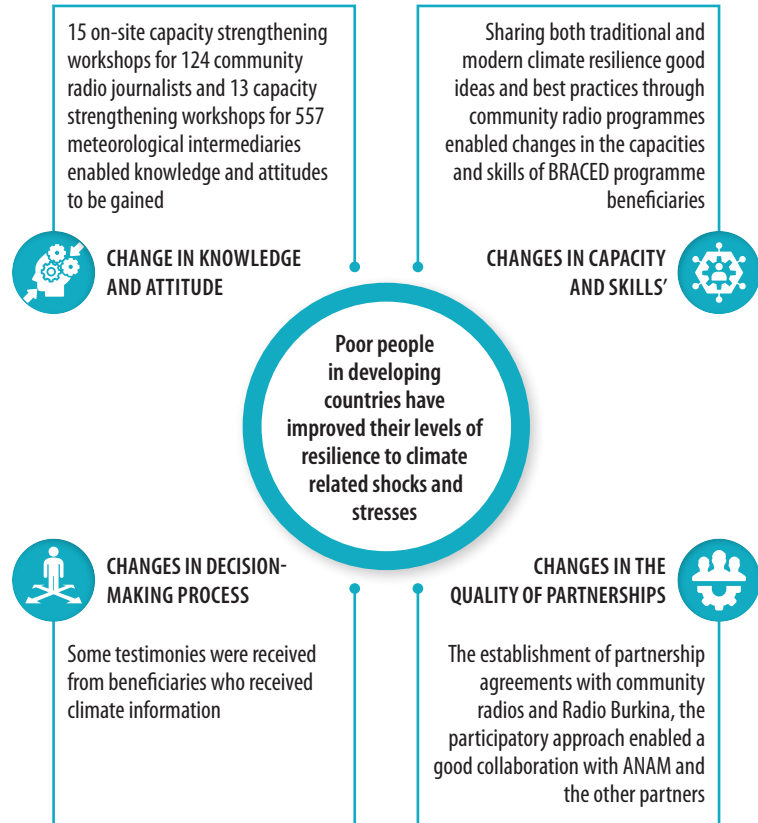 15 on-site capacity strengthening
workshops for 124 community
radio journalists and 13 capacity
strengthening workshops for 557
meteorological intermediaries
enabled knowledge and attitudes
to be gained
CHANGE IN KNOWLEDGE
AND ATTITUDE
Sharing both traditional and
modern climate resilience good
ideas and best practices through
community radio programmes
enabled changes in the capacities
and skills of BRACED programme
beneficiaries
CHANGES IN CAPACITY
AND SKILLS’
Poor people
in developing
countries have
improved their levels of
resilience to climate
related shocks and
stresses
CHANGES IN DECISION-
MAKING PROCESS
Some testimonies were received
from beneficiaries who received
climate information
CHANGES IN THE
QUALITY OF PARTNERSHIPS
The establishment of partnership
agreements with community
radios and Radio Burkina, the
participatory approach enabled a
good collaboration with ANAM and
the other partners